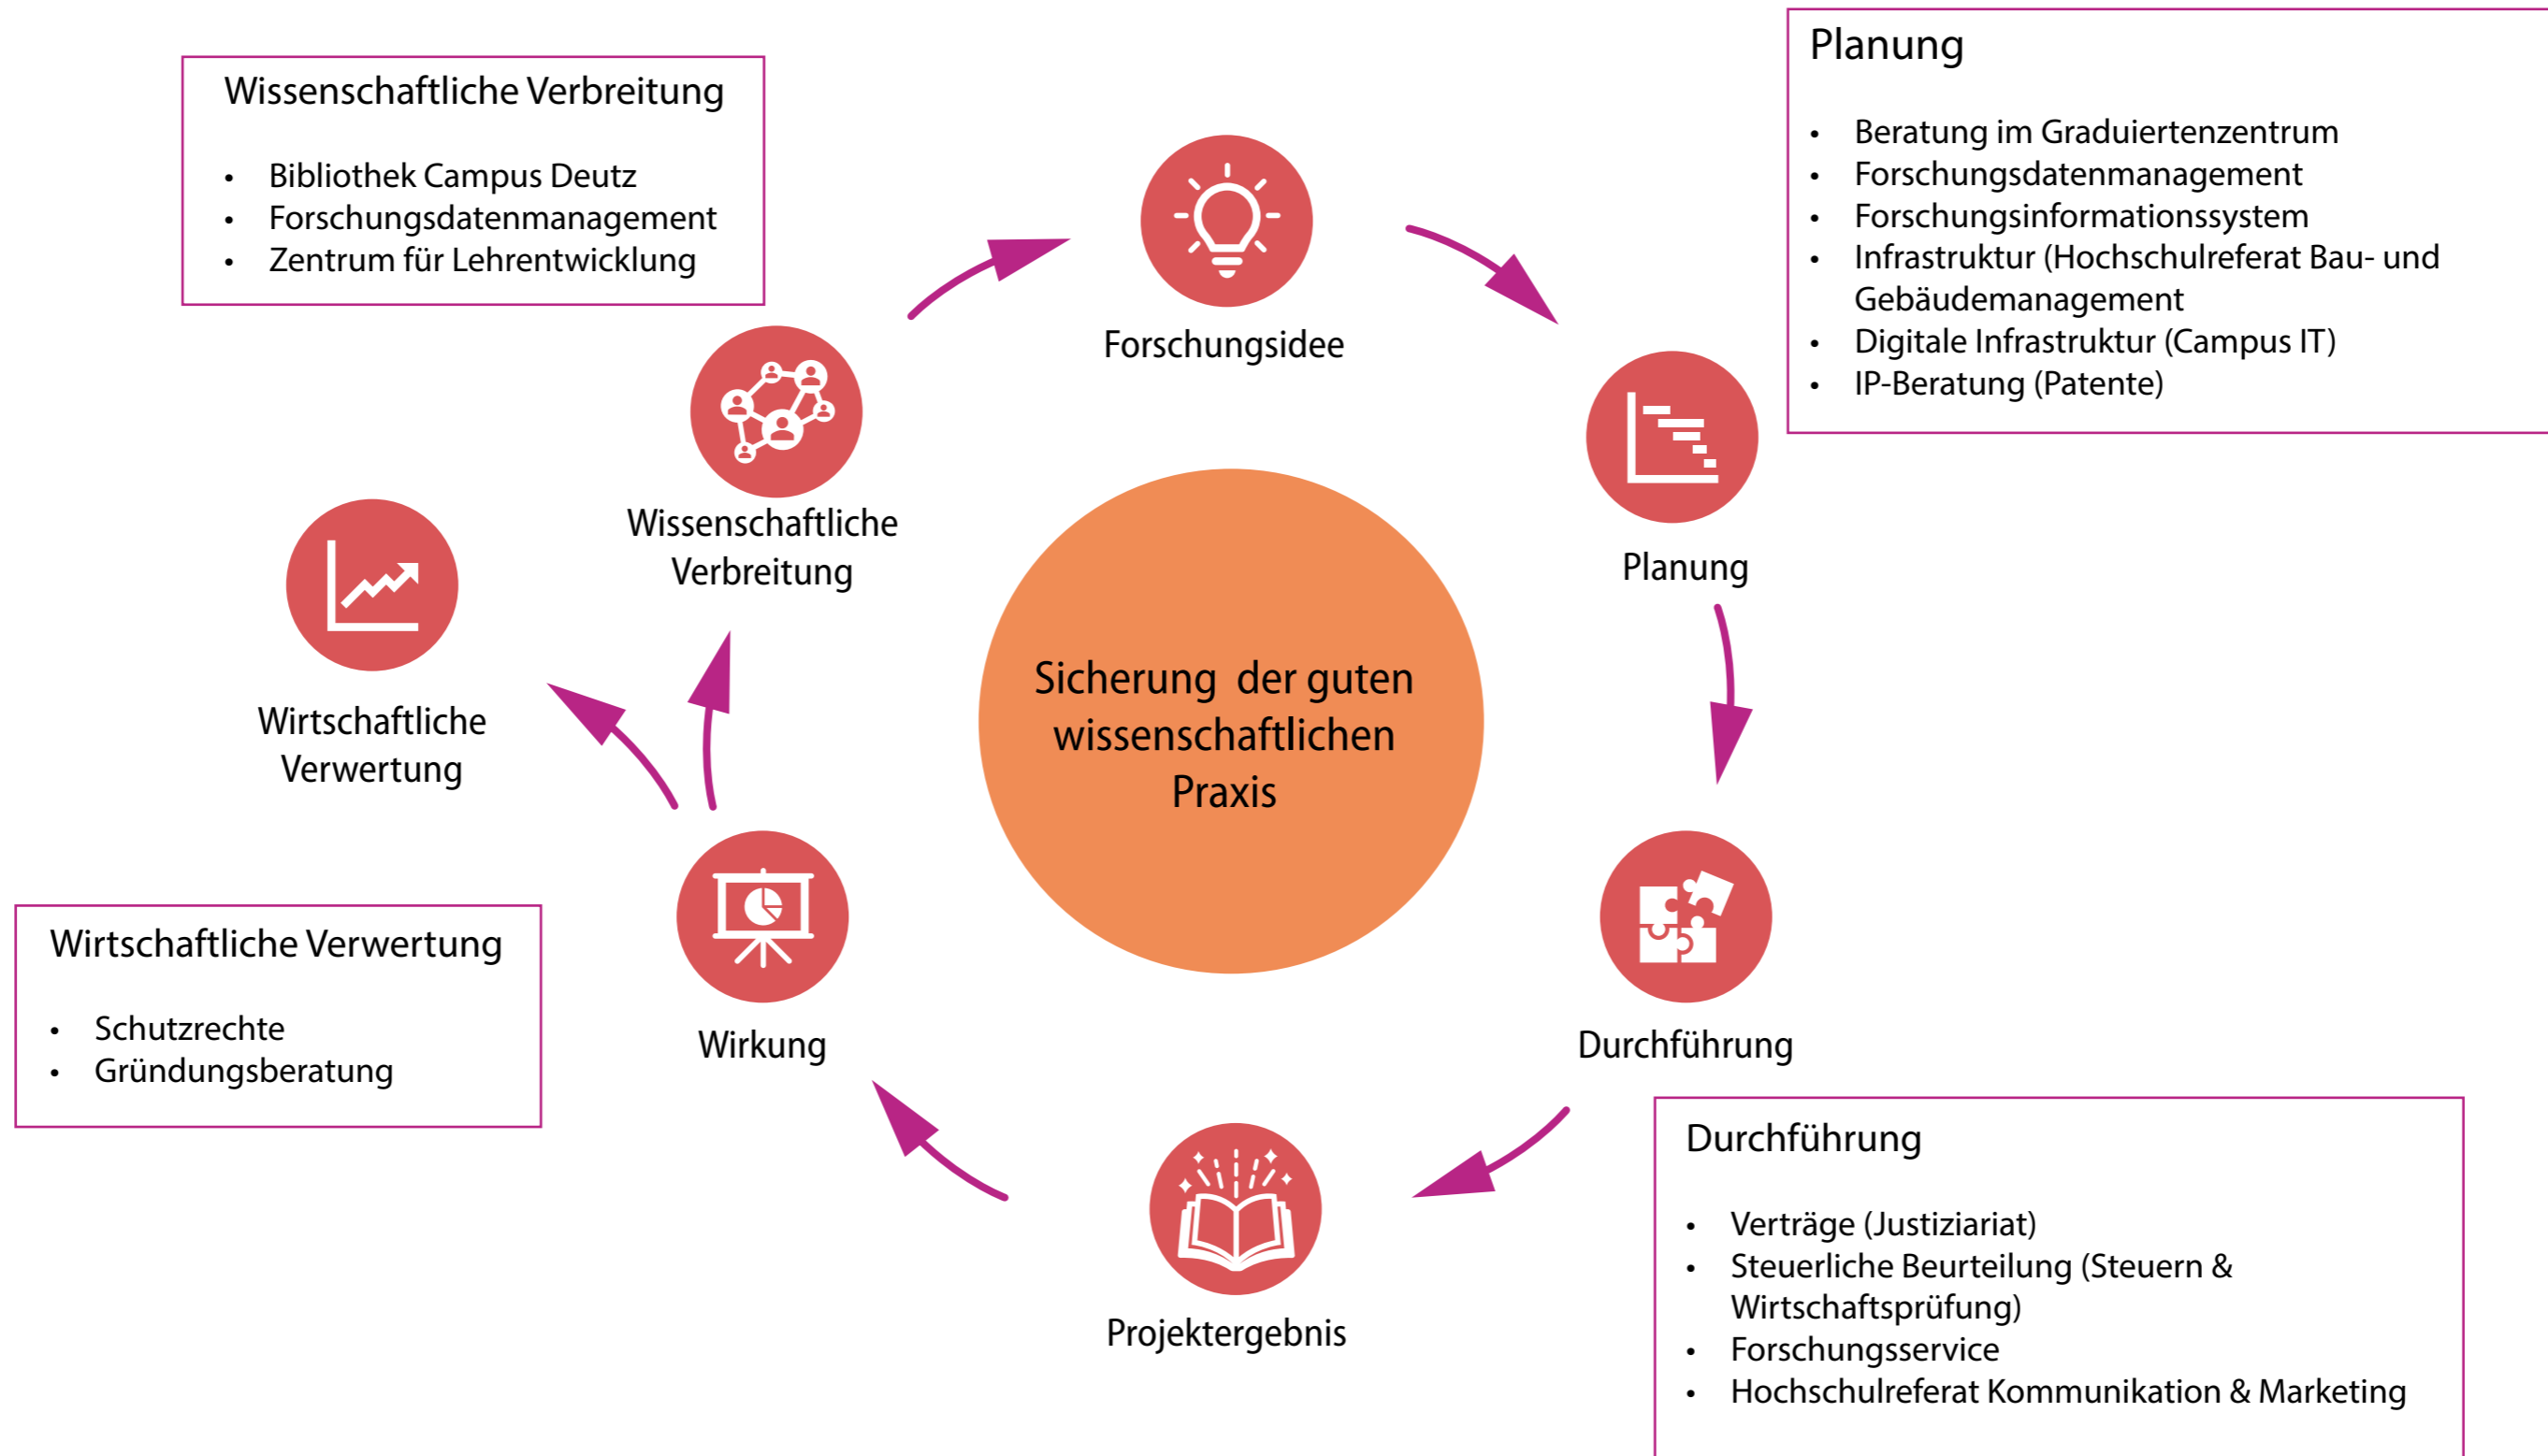 Wissenschaftliche Verbreitung
• Bibliothek Campus Deutz
• Forschungsdatenmanagement
• Zentrum für Lehrentwicklung
Planung
• Beratung im Graduiertenzentrum
• Forschungsdatenmanagement
• Forschungsinformationssystem
• Infrastruktur (Hochschulreferat Bau- und
Gebäudemanagement
• Digitale Infrastruktur (Campus IT)
• IP-Beratung (Patente)
Forschungsidee
Planung
Wissenschaftliche
Verbreitung
Wirtschaftliche
Verwertung
Sicherung der guten
wissenschaftlichen
Praxis
Wirkung
Durchführung
Projektergebnis
Wirtschaftliche Verwertung
• Schutzrechte
• Gründungsberatung
Durchführung
• Verträge (Justiziariat)
• Steuerliche Beurteilung (Steuern &
Wirtschaftsprüfung)
• Forschungsservice
• Hochschulreferat Kommunikation & Marketing